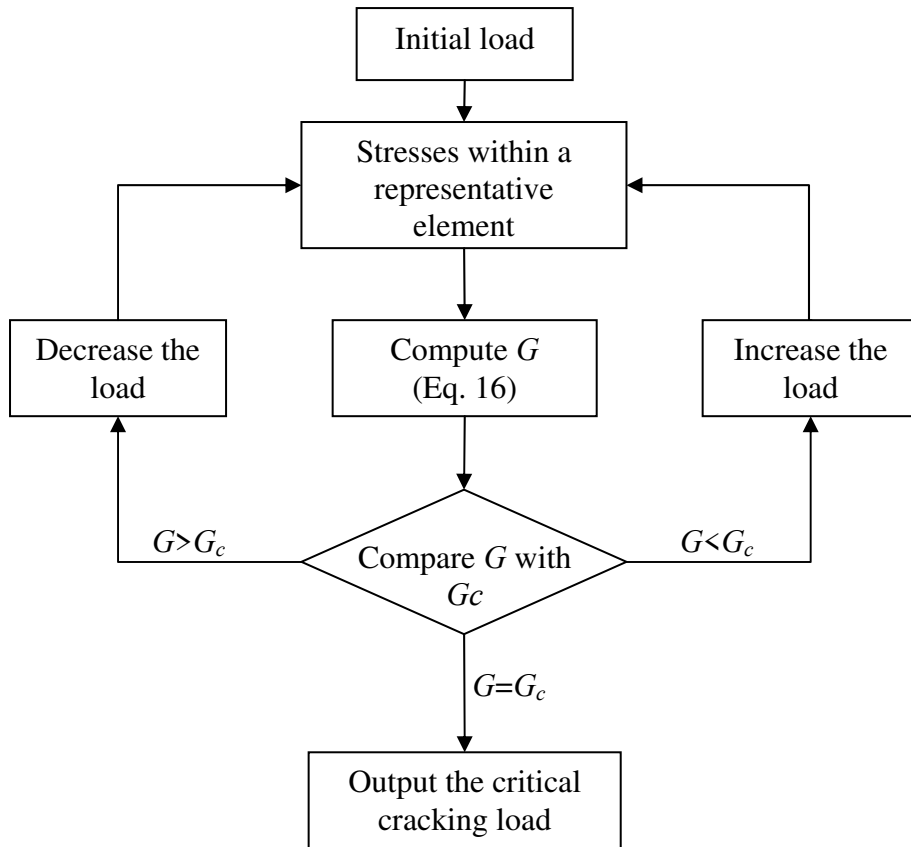 Initial load
Stresses within a
representative
element
Decrease the
load
Compute G
(Eq. 16)
Increase the
load
G>Gc
Compare G with
Gc
G<Gc
G=Gc
Output the critical
cracking load